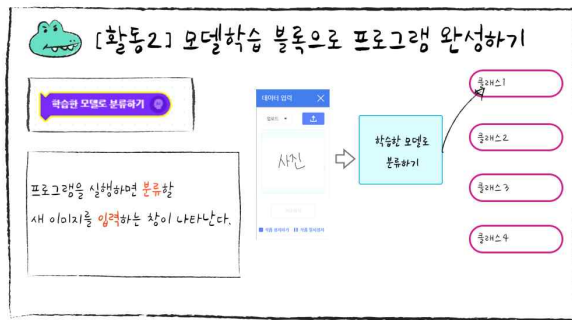 [활동2] 모델학습 블록으로 프로그램 완성하기
학습한 모델로 분류하기
프로그램을 실행하면 분류할
새 이미지를 입력하는 창이 나타난다.
데이터 입력
업로드
사진
학습한 모델로
분류하기
클래스1
클래스2
클래스3
클래스4